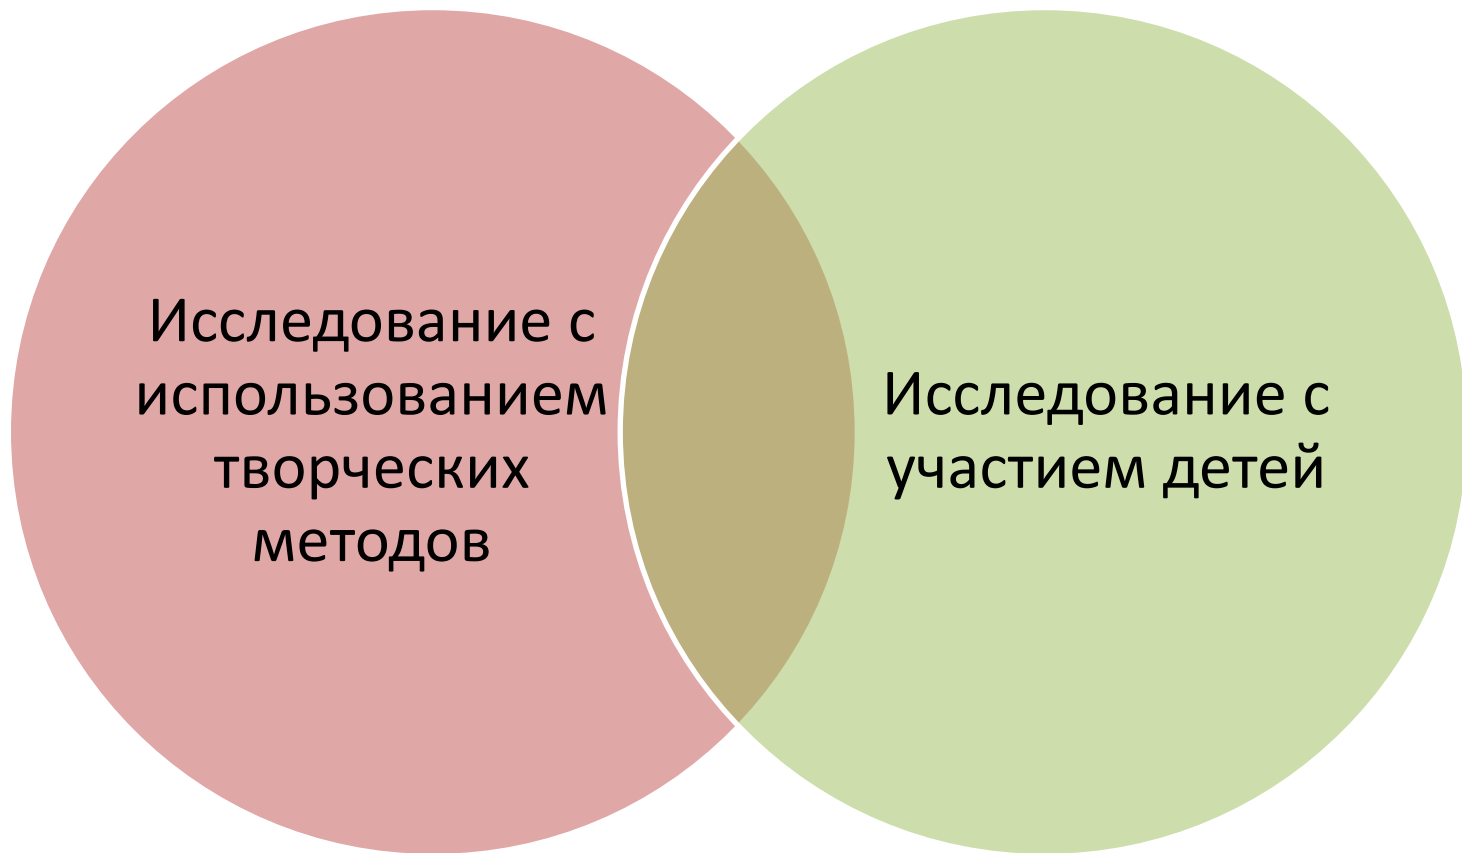 Исследование с
использованием
творческих
методов
Исследование с
участием детей